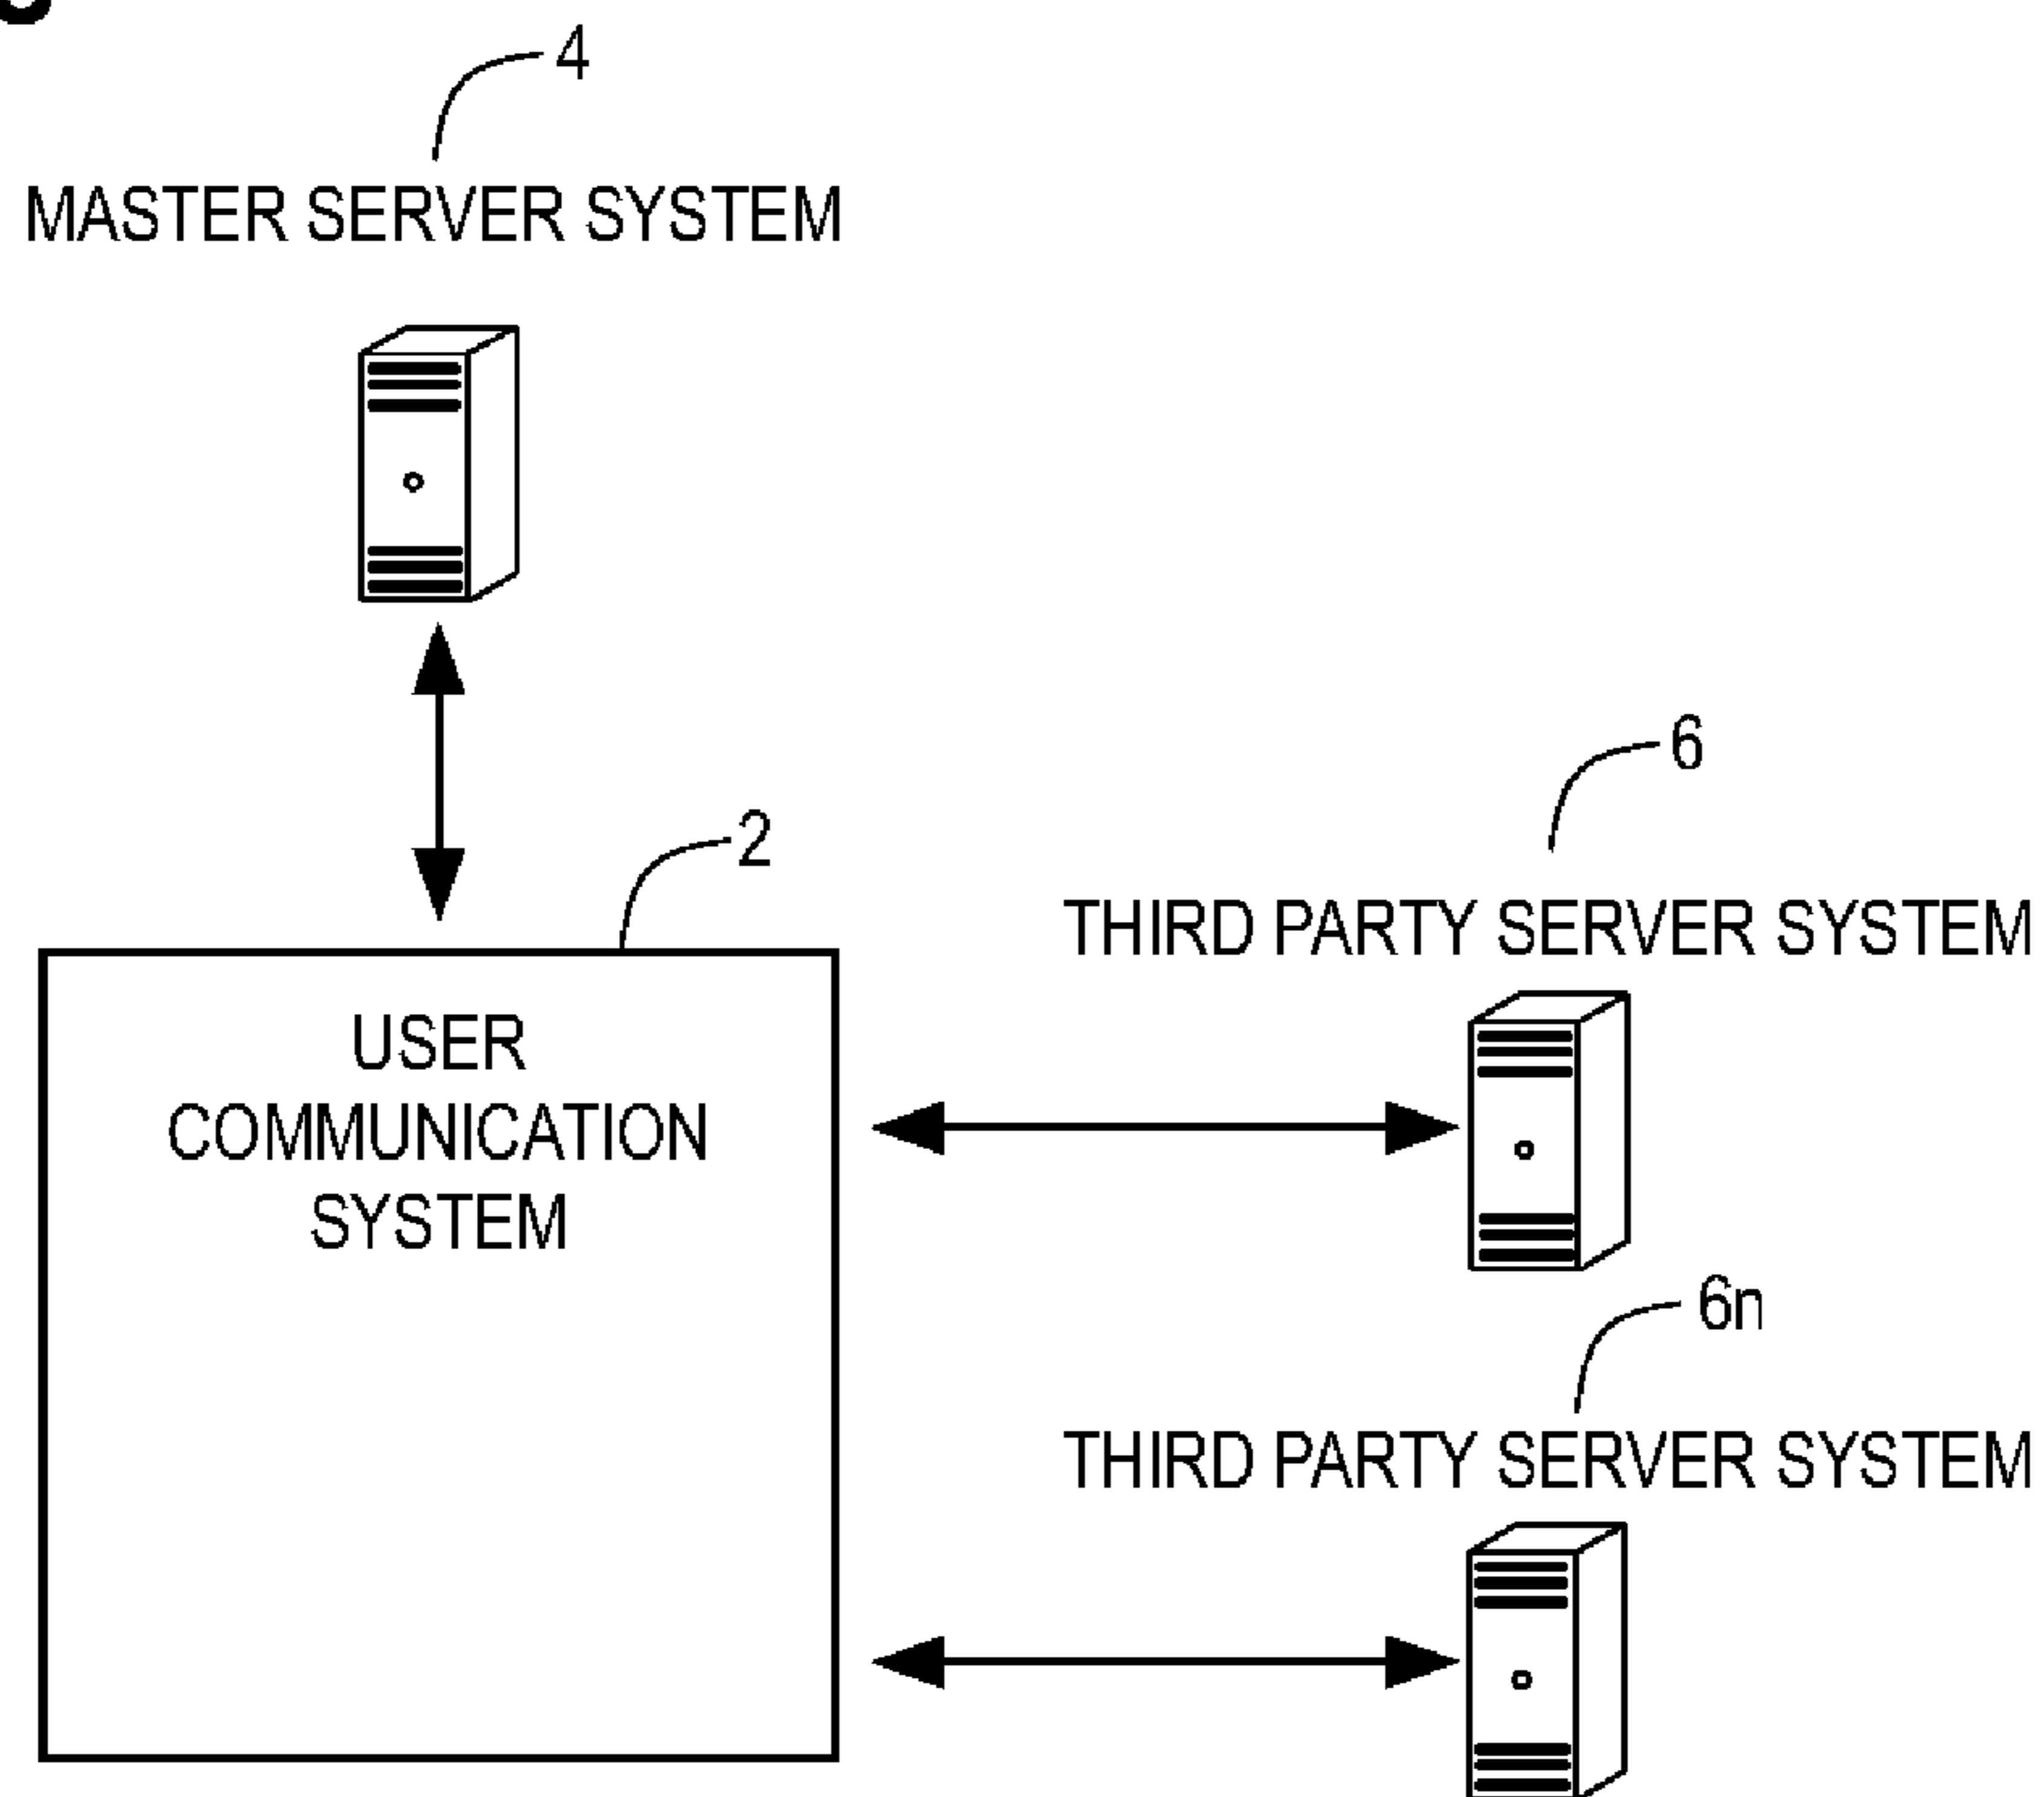 4
MASTER SERVER SYSTEM
2
6
THIRD PARTY SERVER SYSTEM
USER
COMMUNICATION
SYSTEM
6n
THIRD PARTY SERVER SYSTEM